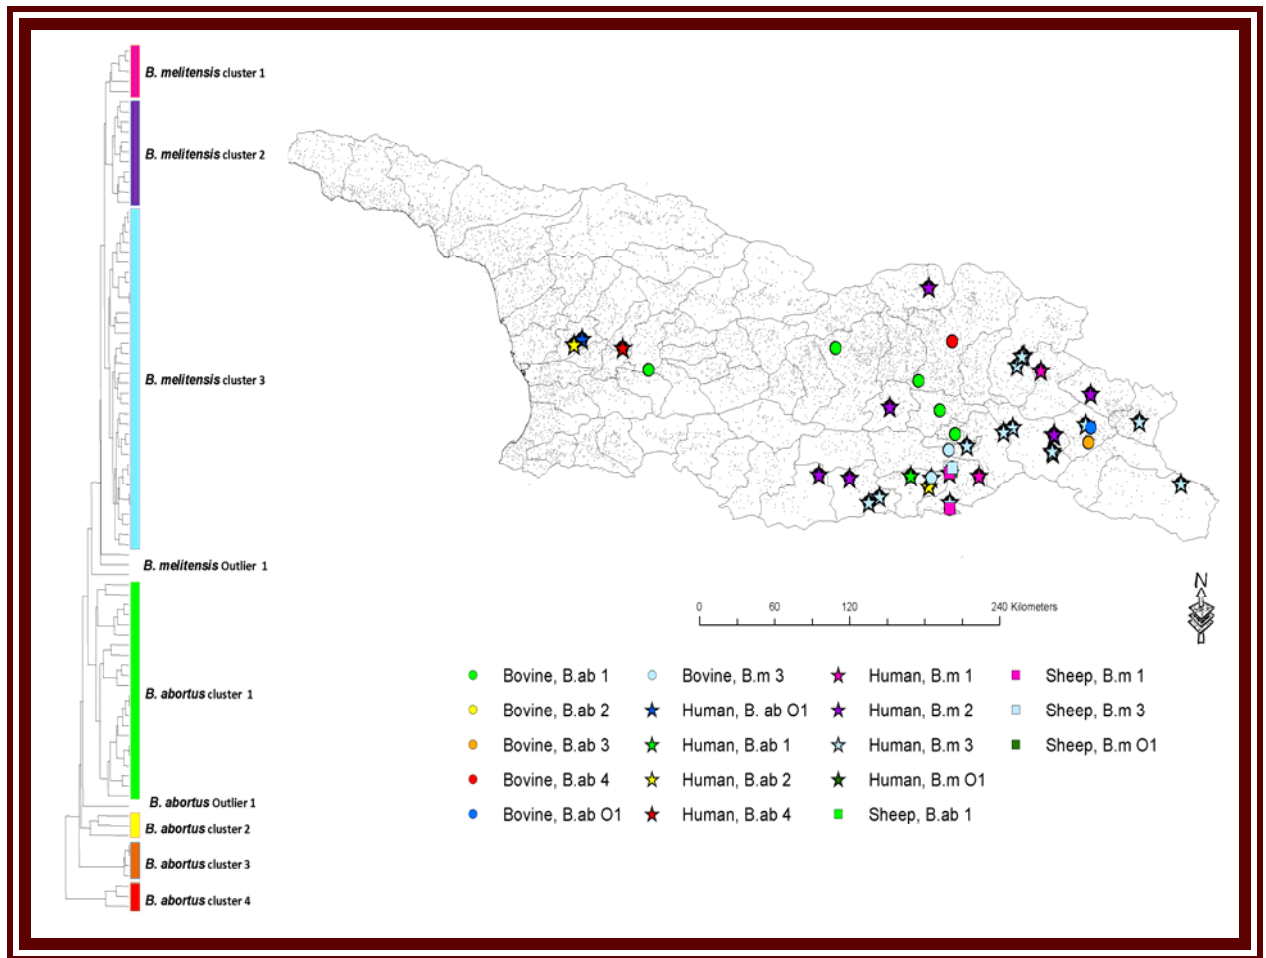 B. melitensis cluster 1
B. melitensis cluster 2
B. melitensis cluster 3
B. melitensis Outlier 1
B. abortus cluster 1
B. abortus Outlier 1
B. abortus cluster 2
B. abortus cluster 3
B. abortus cluster 4
N
0 60 120 240 Kilometers
Bovine, B.ab 1
Bovine, B.ab 2
Bovine, B.ab 3
Bovine, B.ab 4
Bovine, B.ab O1
Bovine, B.m 3
Human, B. ab O1
Human, B.ab 1
Human, B.ab 2
Human, B.ab 4
Human, B.m 1
Human, B.m 2
Human, B.m 3
Human, B.m O1
Sheep, B.ab 1
Sheep, B.m 1
Sheep, B.m 3
Sheep, B.m O1